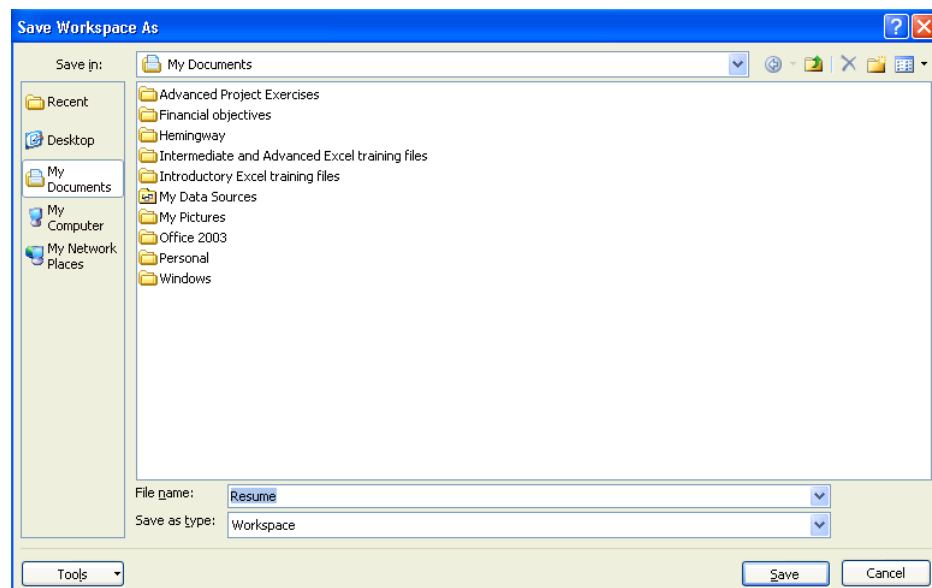 Save Workspace As
Save in:
My Documents
Recent
Desktop
My
Documents
My
Computer
My Network
Places
Advanced Project Exercises
Financial objectives
Hemingway
Intermediate and Advanced Excel training files
Introductory Excel training files
My Data Sources
My Pictures
Office 2003
Personal
Windows
File name:
Resume
Save as type:
Workspace
Tools
Save
Cancel